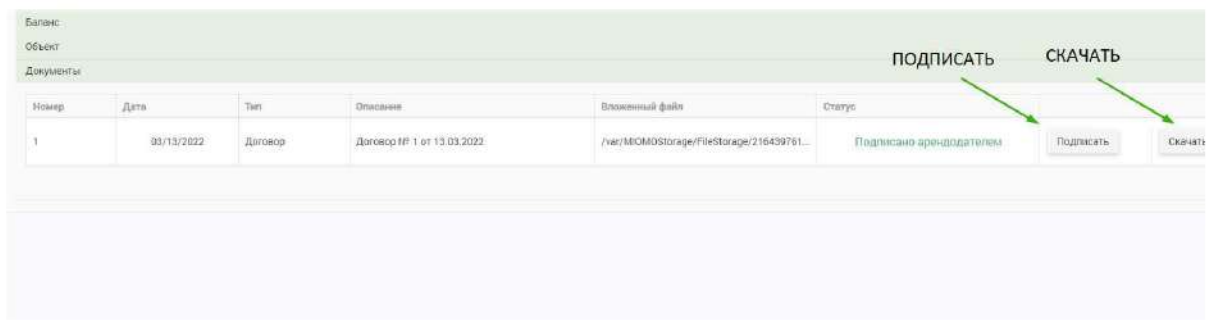 Баланс
Объект
Документы
ПОДПИСАТЬ СКАЧАТЬ
Номер Дата Тип Описание Вложенный файл Статус
1 03/13/2022 Договор Договор № 1 от 13.03.2022 /var/MIOMOStorage/FileStorage/216439761... Подписано арендодателем Подписать Скачать